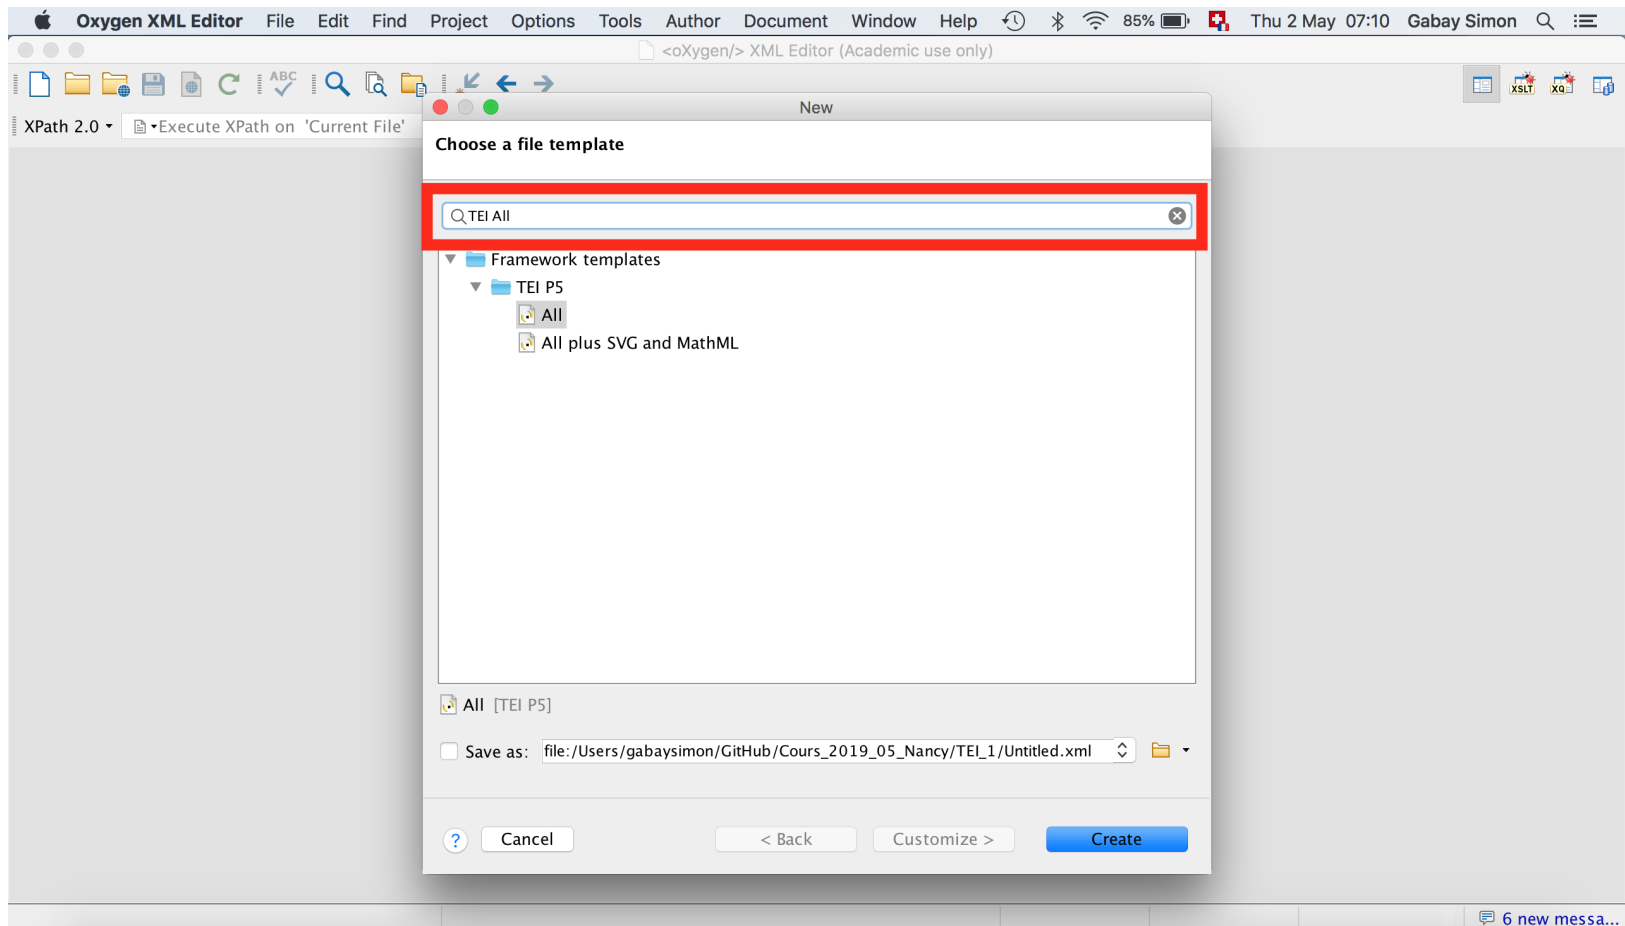 Oxygen XML Editor File Edit Find Project Options Tools Author Document Window Help 85% Thu 2 May 07:10 Gabay Simon
<oXygen/> XML Editor (Academic use only)
ABC
XSLT XQ
New
XPath 2.0 Execute XPath on 'Current File'
Choose a file template
TEI All
Framework templates
TEI P5
All
All plus SVG and MathML
All [TEI P5]
Save as: file:/Users/gabaysimon/GitHub/Cours_2019_05_Nancy/TEI_1/Untitled.xml
? Cancel < Back Customize > Create
6 new messa...